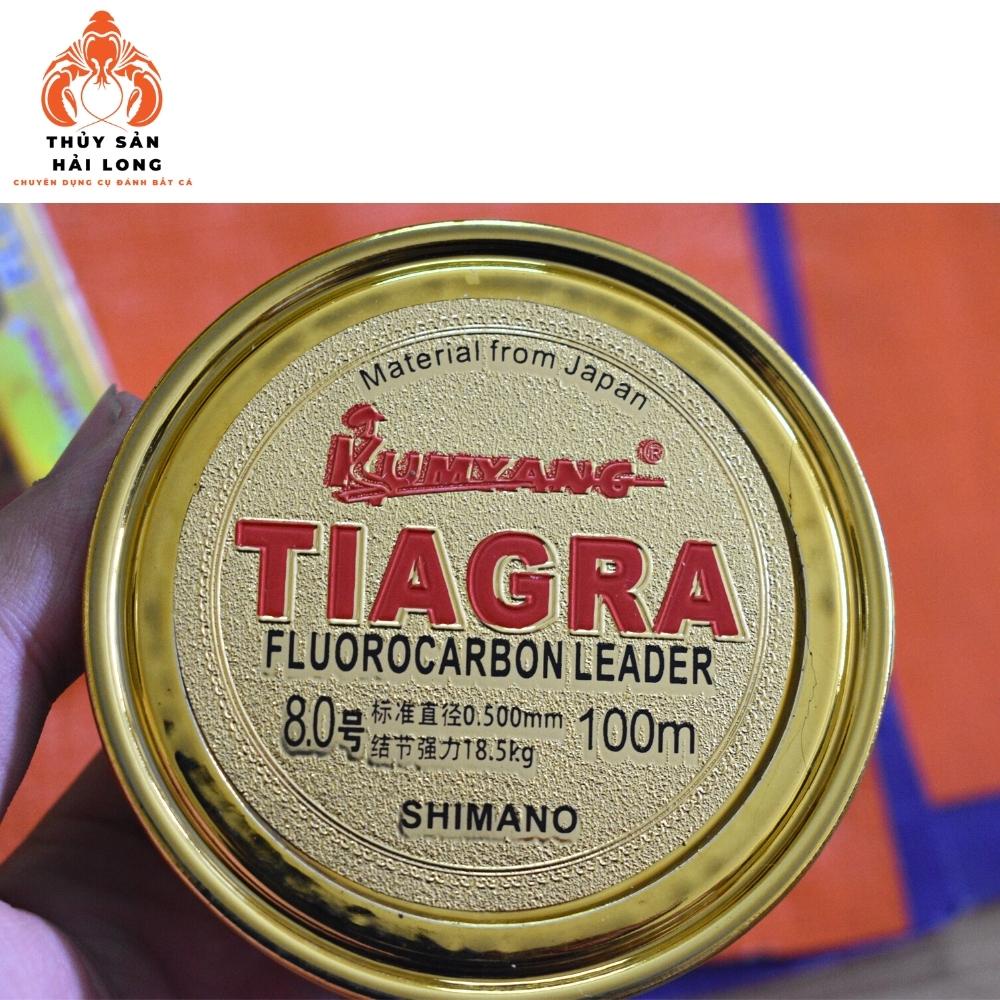 THỦY SẢN
HẢI LONG
CHUYÊN DỤNG CỤ ĐÁNH BẮT CÁ
Material from Japan
KUMYANG ®
TIAGRA
FLUOROCARBON LEADER
8.0号 标准直径0.500mm 100m
结节强力18.5kg
SHIMANO